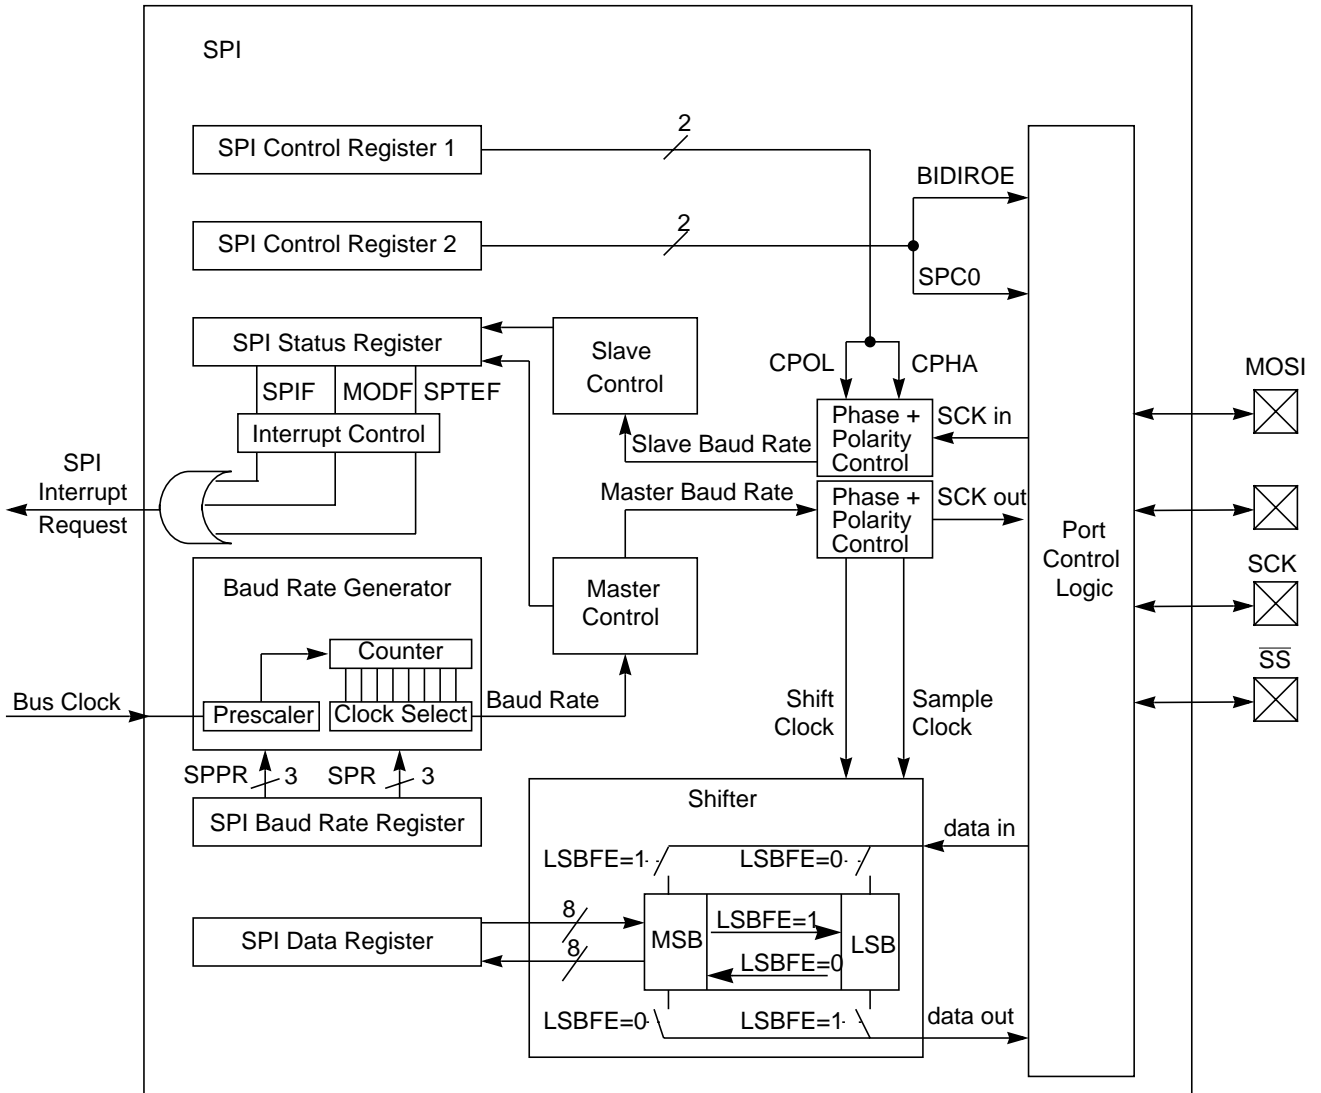 SPI
SPI Control Register 1
2
BIDIROE
SPI Control Register 2
2
SPC0
SPI Status Register
Slave
Control
CPOL
CPHA
SPIF
MODF
SPTEF
Interrupt Control
Phase +
Polarity
Control
SCK in
Slave Baud Rate
MOSI
SPI
Interrupt
Request
Master Baud Rate
Phase +
Polarity
Control
SCK out
Port
Control
Logic
SCK
SS
Baud Rate Generator
Master
Control
Counter
Bus Clock
Prescaler
Clock Select
Baud Rate
Shift
Clock
Sample
Clock
SPPR
3
SPR
3
SPI Baud Rate Register
Shifter
data in
LSBFE=1
LSBFE=0
SPI Data Register
8
8
MSB
LSBFE=1
LSBFE=0
LSB
LSBFE=0
LSBFE=1
data out